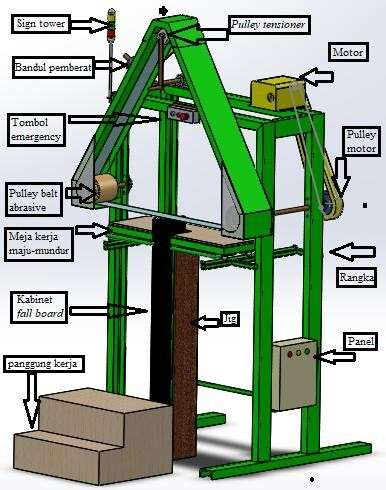 Sign tower
Pulley tensioner
Bandul pemberat
Motor
Tombol
emergency
Pulley
motor
Pulley belt
abrasive
Meja kerja
maju-mundur
Rangka
Kabinet
fall board
Jig
Panel
panggung kerja